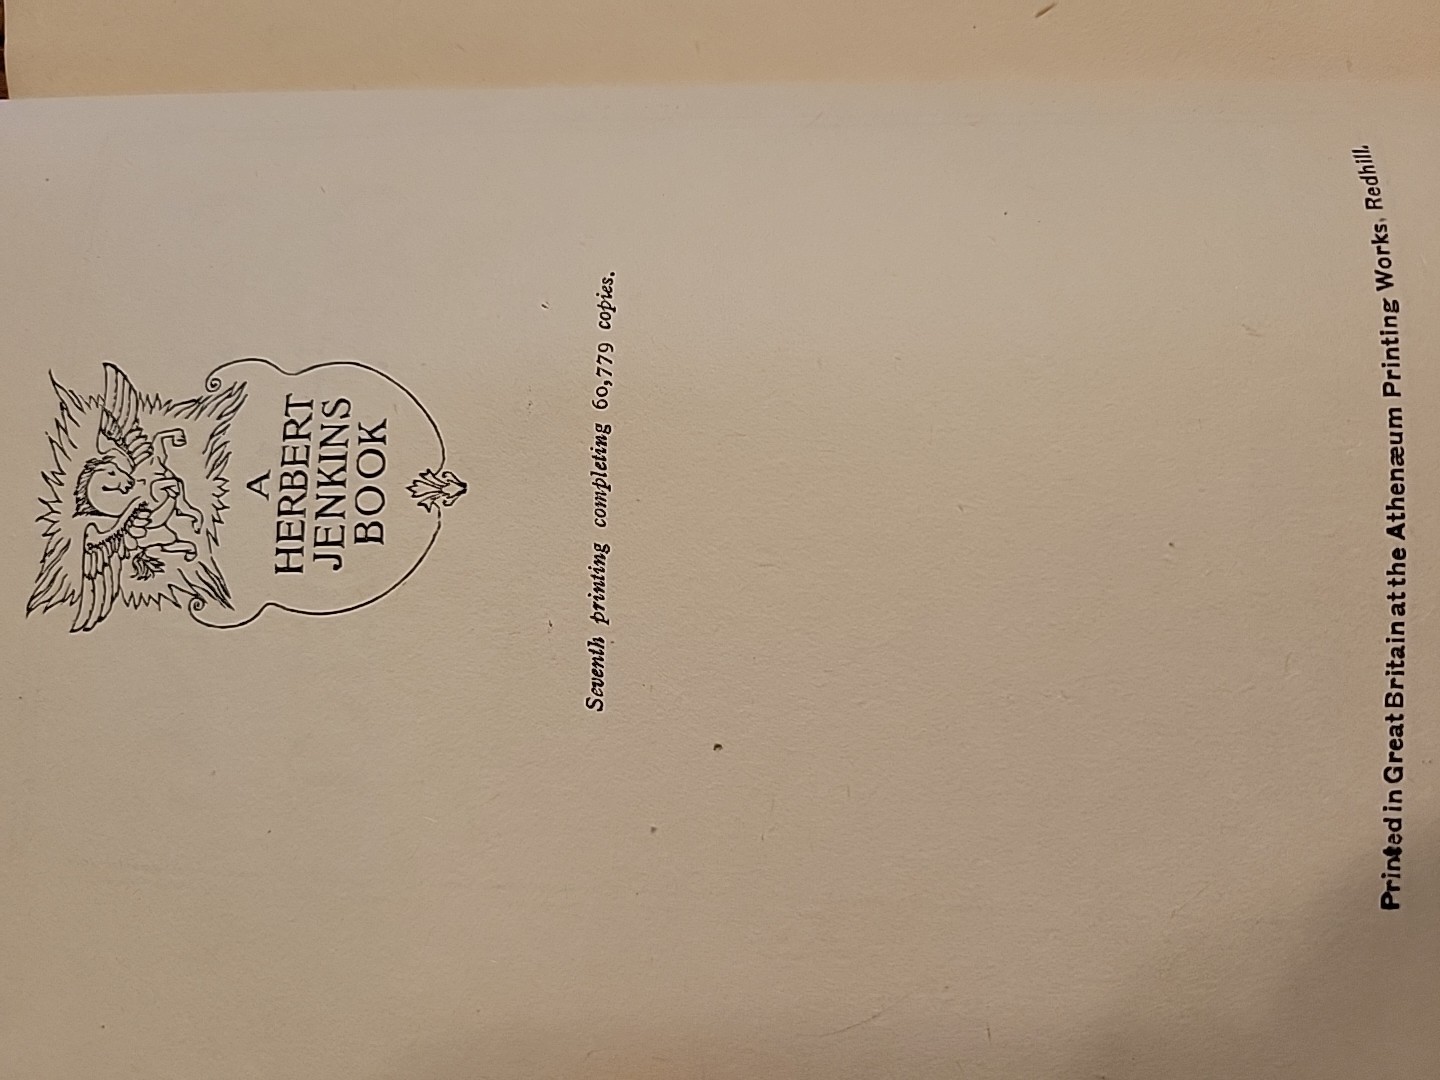 A
HERBERT
JENKINS
BOOK
Seventh printing completing 60,779 copies.
Printed in Great Britain at the Athenæum Printing Works, Redhill.